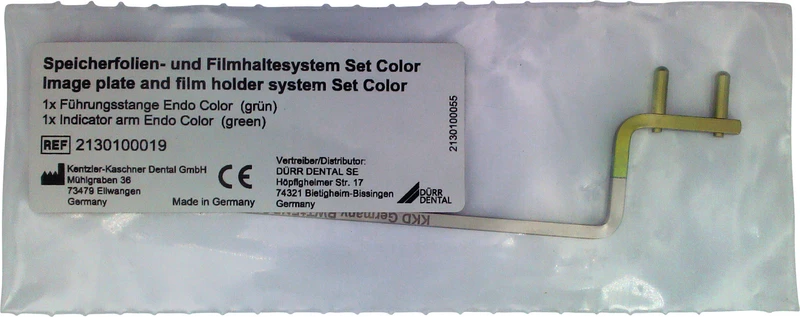 Speicherfolien- und Filmhaltesystem Set Color
Image plate and film holder system Set Color
1x Führungsstange Endo Color (grün)
1x Indicator arm Endo Color (green)
REF 2130100019
Kentzler-Kaschner Dental GmbH
Mühlgraben 36
73479 Ellwangen
Germany
CE
Made in Germany
Vertreiber/Distributor:
DÜRR DENTAL SE
Höpfigheimer Str. 17
74321 Bietigheim-Bissingen
Germany
DÜRR
DENTAL
2130100055
KKD Germany